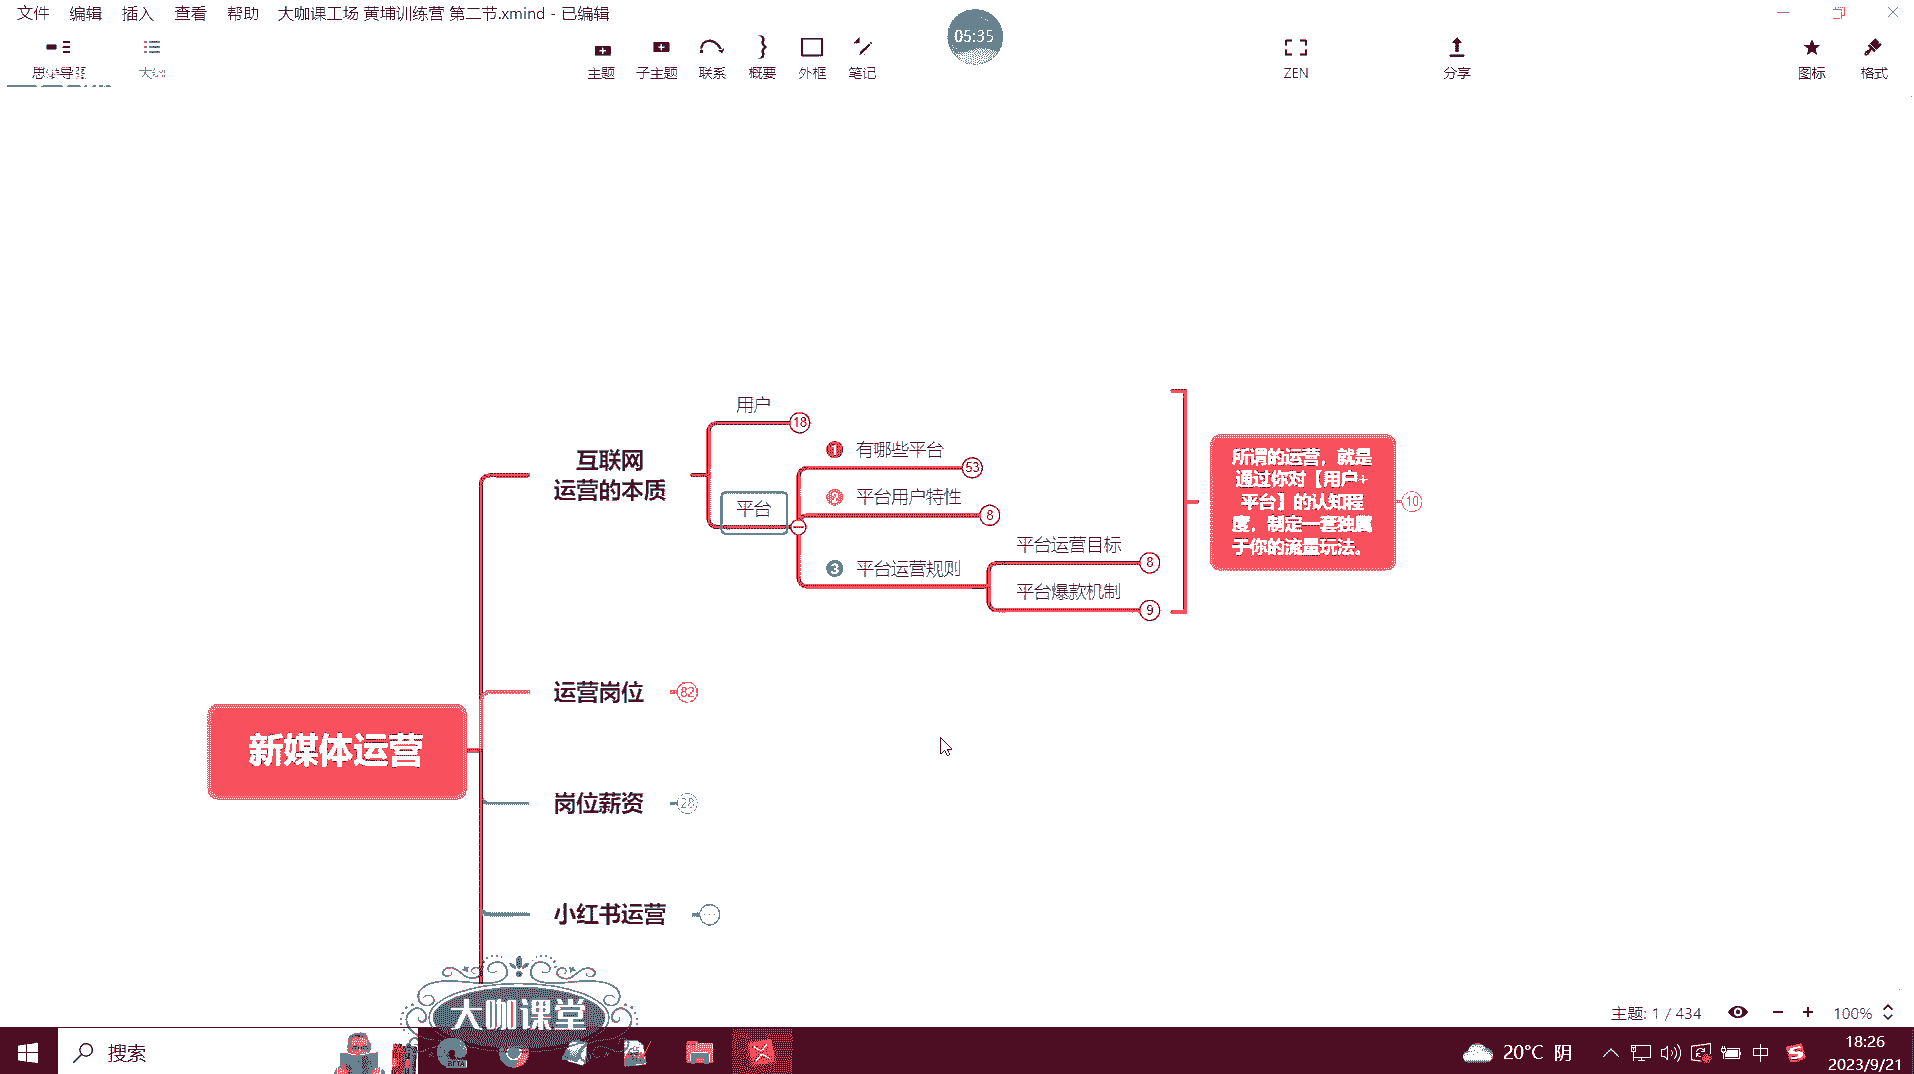 文件 编辑 插入 查看 帮助 大咖课工场 黄埔训练营 第二节.xmind - 已编辑
05:35
思维导图 大纲 主题 子主题 联系 概要 外框 笔记 ZEN 分享 图标 格式
用户
18
1 有哪些平台
53
互联网
运营的本质
平台
2 平台用户特性
8
3 平台运营规则
平台运营目标
8
平台爆款机制
9
所谓的运营，就是
通过你对【用户+
平台】的认知程
度，制定一套独属
于你的流量玩法。
10
运营岗位
82
新媒体运营
岗位薪资
28
小红书运营
大咖课堂
主题: 1 / 434
100%
搜索
BETA
20°C 阴
中
18:26
2023/9/21